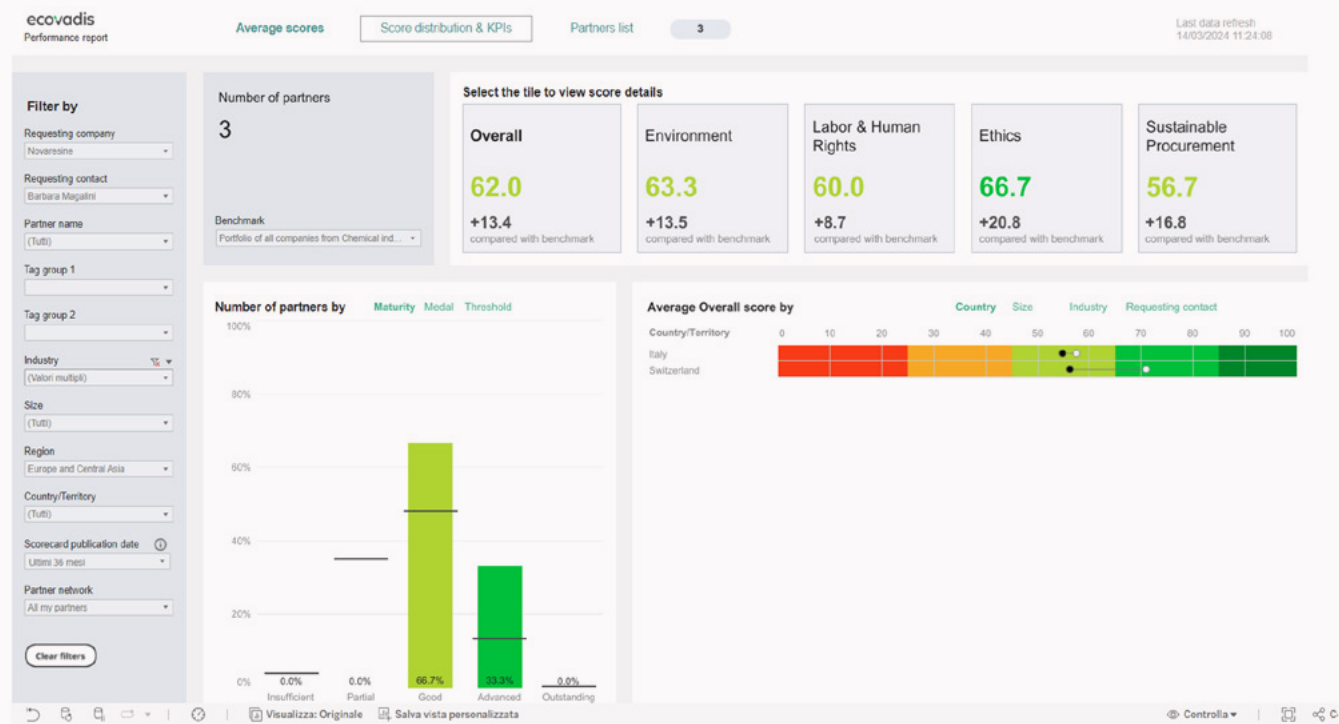 ecovadis
Performance report
Average scores
Score distribution & KPIs
Partners list
3
Last data refresh
14/03/2024 11:24:08
Filter by
Requesting company
Novaresine
Requesting contact
Barbara Magalini
Partner name
(Tutti)
Tag group 1
Tag group 2
Industry
(Valori multipli)
Size
(Tutti)
Region
Europe and Central Asia
Country/Territory
(Tutti)
Scorecard publication date
Ultimi 36 mesi
Partner network
All my partners
Clear filters
Number of partners
3
Benchmark
Portfolio of all companies from Chemical ind...
Select the tile to view score details
Overall
62.0
+13.4
compared with benchmark
Environment
63.3
+13.5
compared with benchmark
Labor & Human
Rights
60.0
+8.7
compared with benchmark
Ethics
66.7
+20.8
compared with benchmark
Sustainable
Procurement
56.7
+16.8
compared with benchmark
Number of partners by Maturity Medal Threshold
100%
80%
60%
40%
20%
0%
0.0% 0.0% 66.7% 33.3% 0.0%
Insufficient Partial Good Advanced Outstanding
Average Overall score by Country Size Industry Requesting contact
Country/Territory 0 10 20 30 40 50 60 70 80 90 100
Italy
Switzerland
Visualizza: Originale
Salva vista personalizzata
Controlla
C